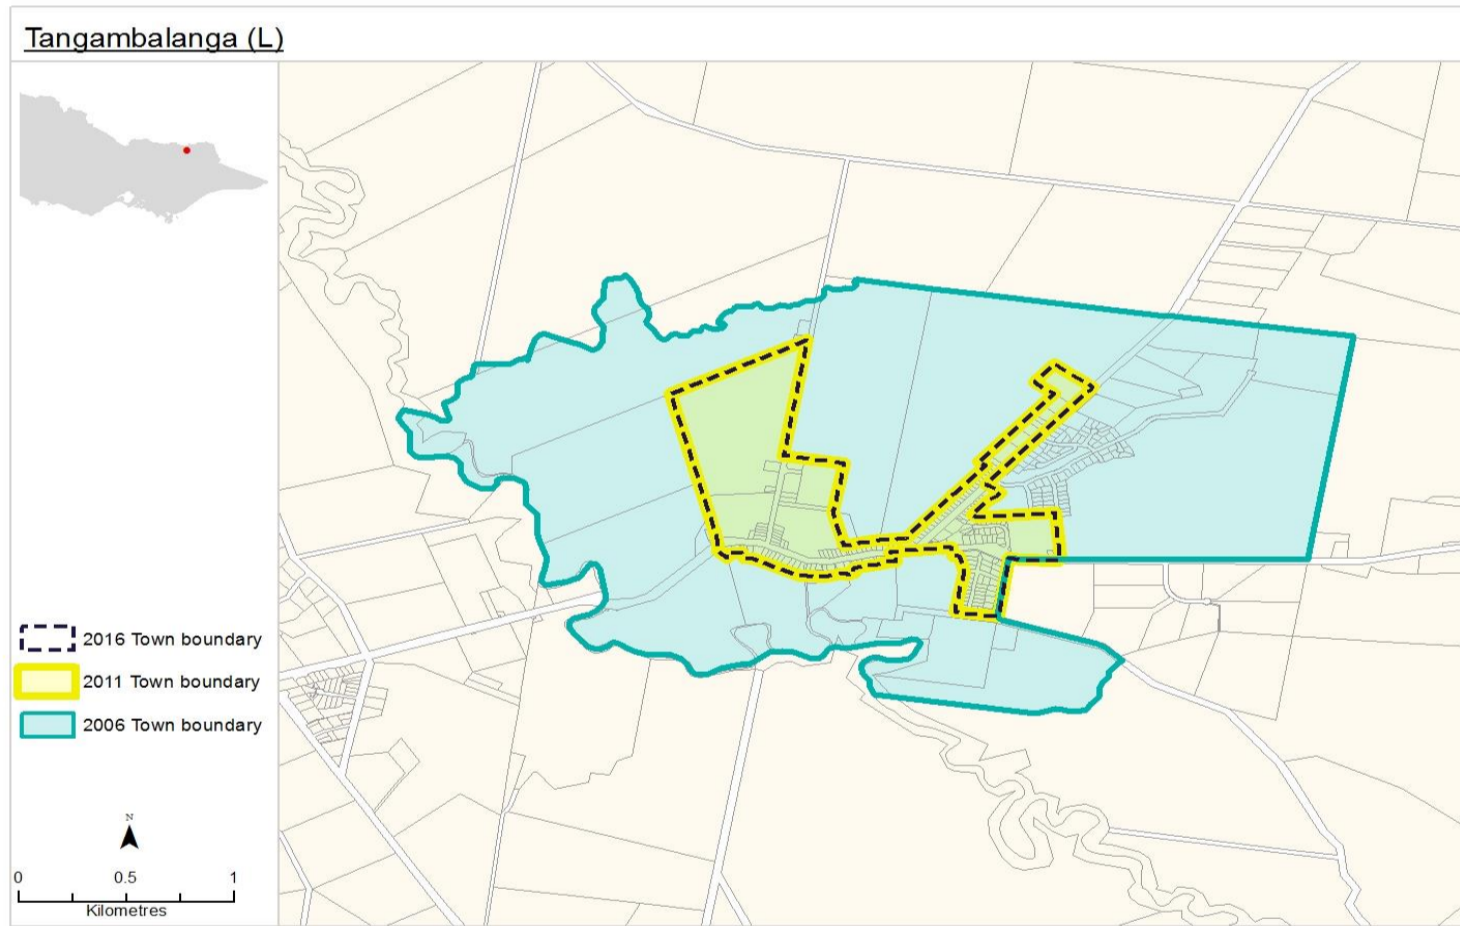 Tangambalanga (L)
2016 Town boundary
2011 Town boundary
2006 Town boundary
N
0 0.5 1
Kilometres